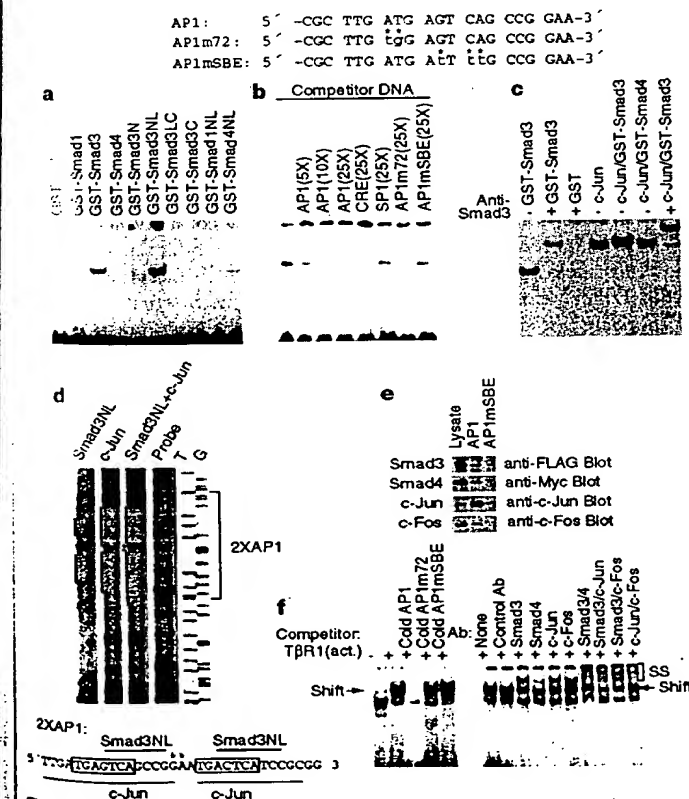 AP1: 5´ -CGC TTG ATG AGT CAG CCG GAA-3´
AP1m72: 5´ -CGC TTG tgG AGT CAG CCG GAA-3´
AP1mSBE: 5´ -CGC TTG ATG AtT ttG CCG GAA-3´
a
GST
GST-Smad1
GST-Smad3
GST-Smad4
GST-Smad3N
GST-Smad3NL
GST-Smad3LC
GST-Smad3C
GST-Smad1NL
GST-Smad4NL
b
Competitor DNA
-
AP1(5X)
AP1(10X)
AP1(25X)
CRE(25X)
SP1(25X)
AP1m72(25X)
AP1mSBE(25X)
c
Anti-Smad3
- GST-Smad3
+ GST-Smad3
+ GST
- c-Jun
- c-Jun/GST-Smad3
- c-Jun/GST-Smad4
+ c-Jun/GST-Smad3
d
Smad3NL
c-Jun
Smad3NL+c-Jun
Probe
T
G
2XAP1
2XAP1:
Smad3NL Smad3NL
5´TTGATGAGTCAGCCGGAATGACTCATCCGCGG 3
c-Jun c-Jun
e
Lysate
AP1
AP1mSBE
Smad3 anti-FLAG Blot
Smad4 anti-Myc Blot
c-Jun anti-c-Jun Blot
c-Fos anti-c-Fos Blot
f
Competitor:
TβR1(act.)
-
+
+ Cold AP1
+ Cold AP1m72
+ Cold AP1mSBE
Ab:
+ None
+ Control Ab
+ Smad3
+ Smad4
+ c-Jun
+ c-Fos
+ Smad3/4
+ Smad3/c-Jun
+ Smad3/c-Fos
+ c-Jun/c-Fos
SS
Shift
Shift